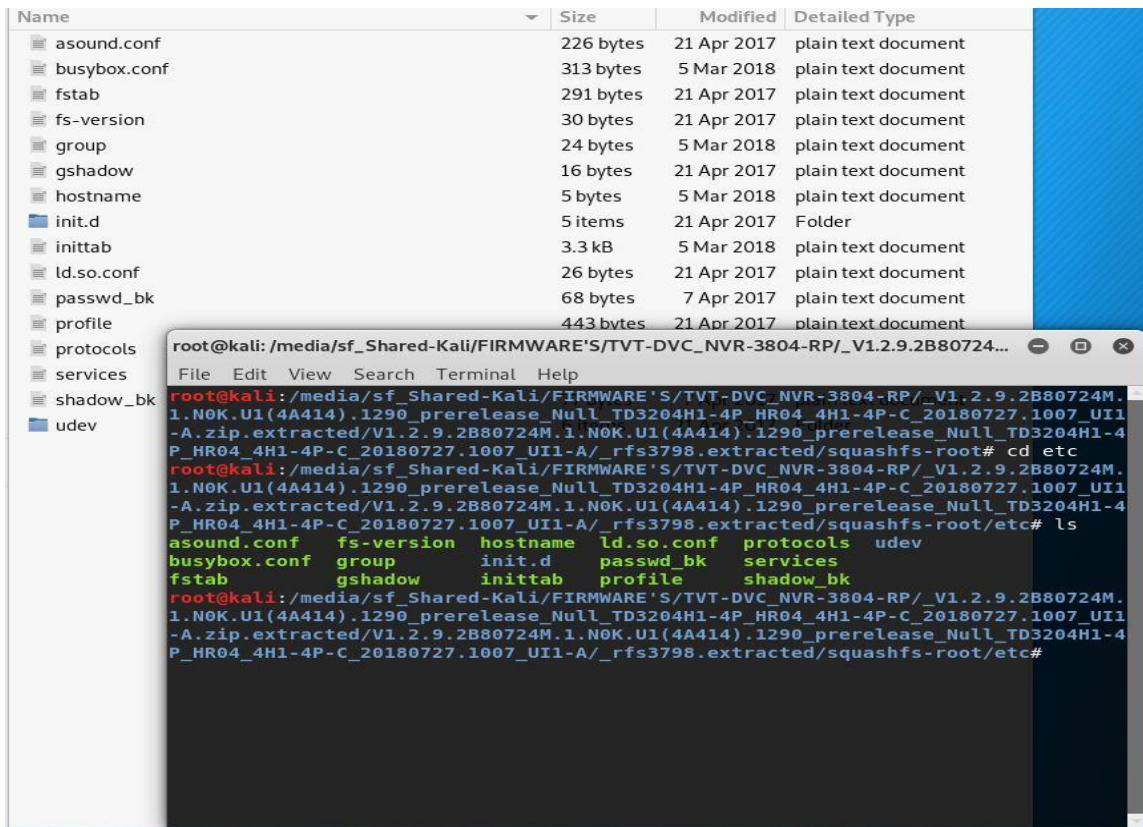 Name Size Modified Detailed Type
asound.conf 226 bytes 21 Apr 2017 plain text document
busybox.conf 313 bytes 5 Mar 2018 plain text document
fstab 291 bytes 21 Apr 2017 plain text document
fs-version 30 bytes 21 Apr 2017 plain text document
group 24 bytes 5 Mar 2018 plain text document
gshadow 16 bytes 21 Apr 2017 plain text document
hostname 5 bytes 5 Mar 2018 plain text document
init.d 5 items 21 Apr 2017 Folder
inittab 3.3 kB 5 Mar 2018 plain text document
ld.so.conf 26 bytes 21 Apr 2017 plain text document
passwd_bk 68 bytes 7 Apr 2017 plain text document
profile 443 bytes 21 Apr 2017 plain text document
protocols
services
shadow_bk
udev
root@kali: /media/sf_Shared-Kali/FIRMWARE'S/TVT-DVC_NVR-3804-RP/_V1.2.9.2B80724...
File Edit View Search Terminal Help
root@kali:/media/sf_Shared-Kali/FIRMWARE'S/TVT-DVC_NVR-3804-RP/_V1.2.9.2B80724M.
1.N0K.U1(4A414).1290_prerelease_Null_TD3204H1-4P_HR04_4H1-4P-C_20180727.1007_UI1
-A.zip.extracted/V1.2.9.2B80724M.1.N0K.U1(4A414).1290_prerelease_Null_TD3204H1-4
P_HR04_4H1-4P-C_20180727.1007_UI1-A/_rfs3798.extracted/squashfs-root# cd etc
root@kali:/media/sf_Shared-Kali/FIRMWARE'S/TVT-DVC_NVR-3804-RP/_V1.2.9.2B80724M.
1.N0K.U1(4A414).1290_prerelease_Null_TD3204H1-4P_HR04_4H1-4P-C_20180727.1007_UI1
-A.zip.extracted/V1.2.9.2B80724M.1.N0K.U1(4A414).1290_prerelease_Null_TD3204H1-4
P_HR04_4H1-4P-C_20180727.1007_UI1-A/_rfs3798.extracted/squashfs-root/etc# ls
asound.conf fs-version hostname ld.so.conf protocols udev
busybox.conf group init.d passwd_bk services
fstab gshadow inittab profile shadow_bk
root@kali:/media/sf_Shared-Kali/FIRMWARE'S/TVT-DVC_NVR-3804-RP/_V1.2.9.2B80724M.
1.N0K.U1(4A414).1290_prerelease_Null_TD3204H1-4P_HR04_4H1-4P-C_20180727.1007_UI1
-A.zip.extracted/V1.2.9.2B80724M.1.N0K.U1(4A414).1290_prerelease_Null_TD3204H1-4
P_HR04_4H1-4P-C_20180727.1007_UI1-A/_rfs3798.extracted/squashfs-root/etc#